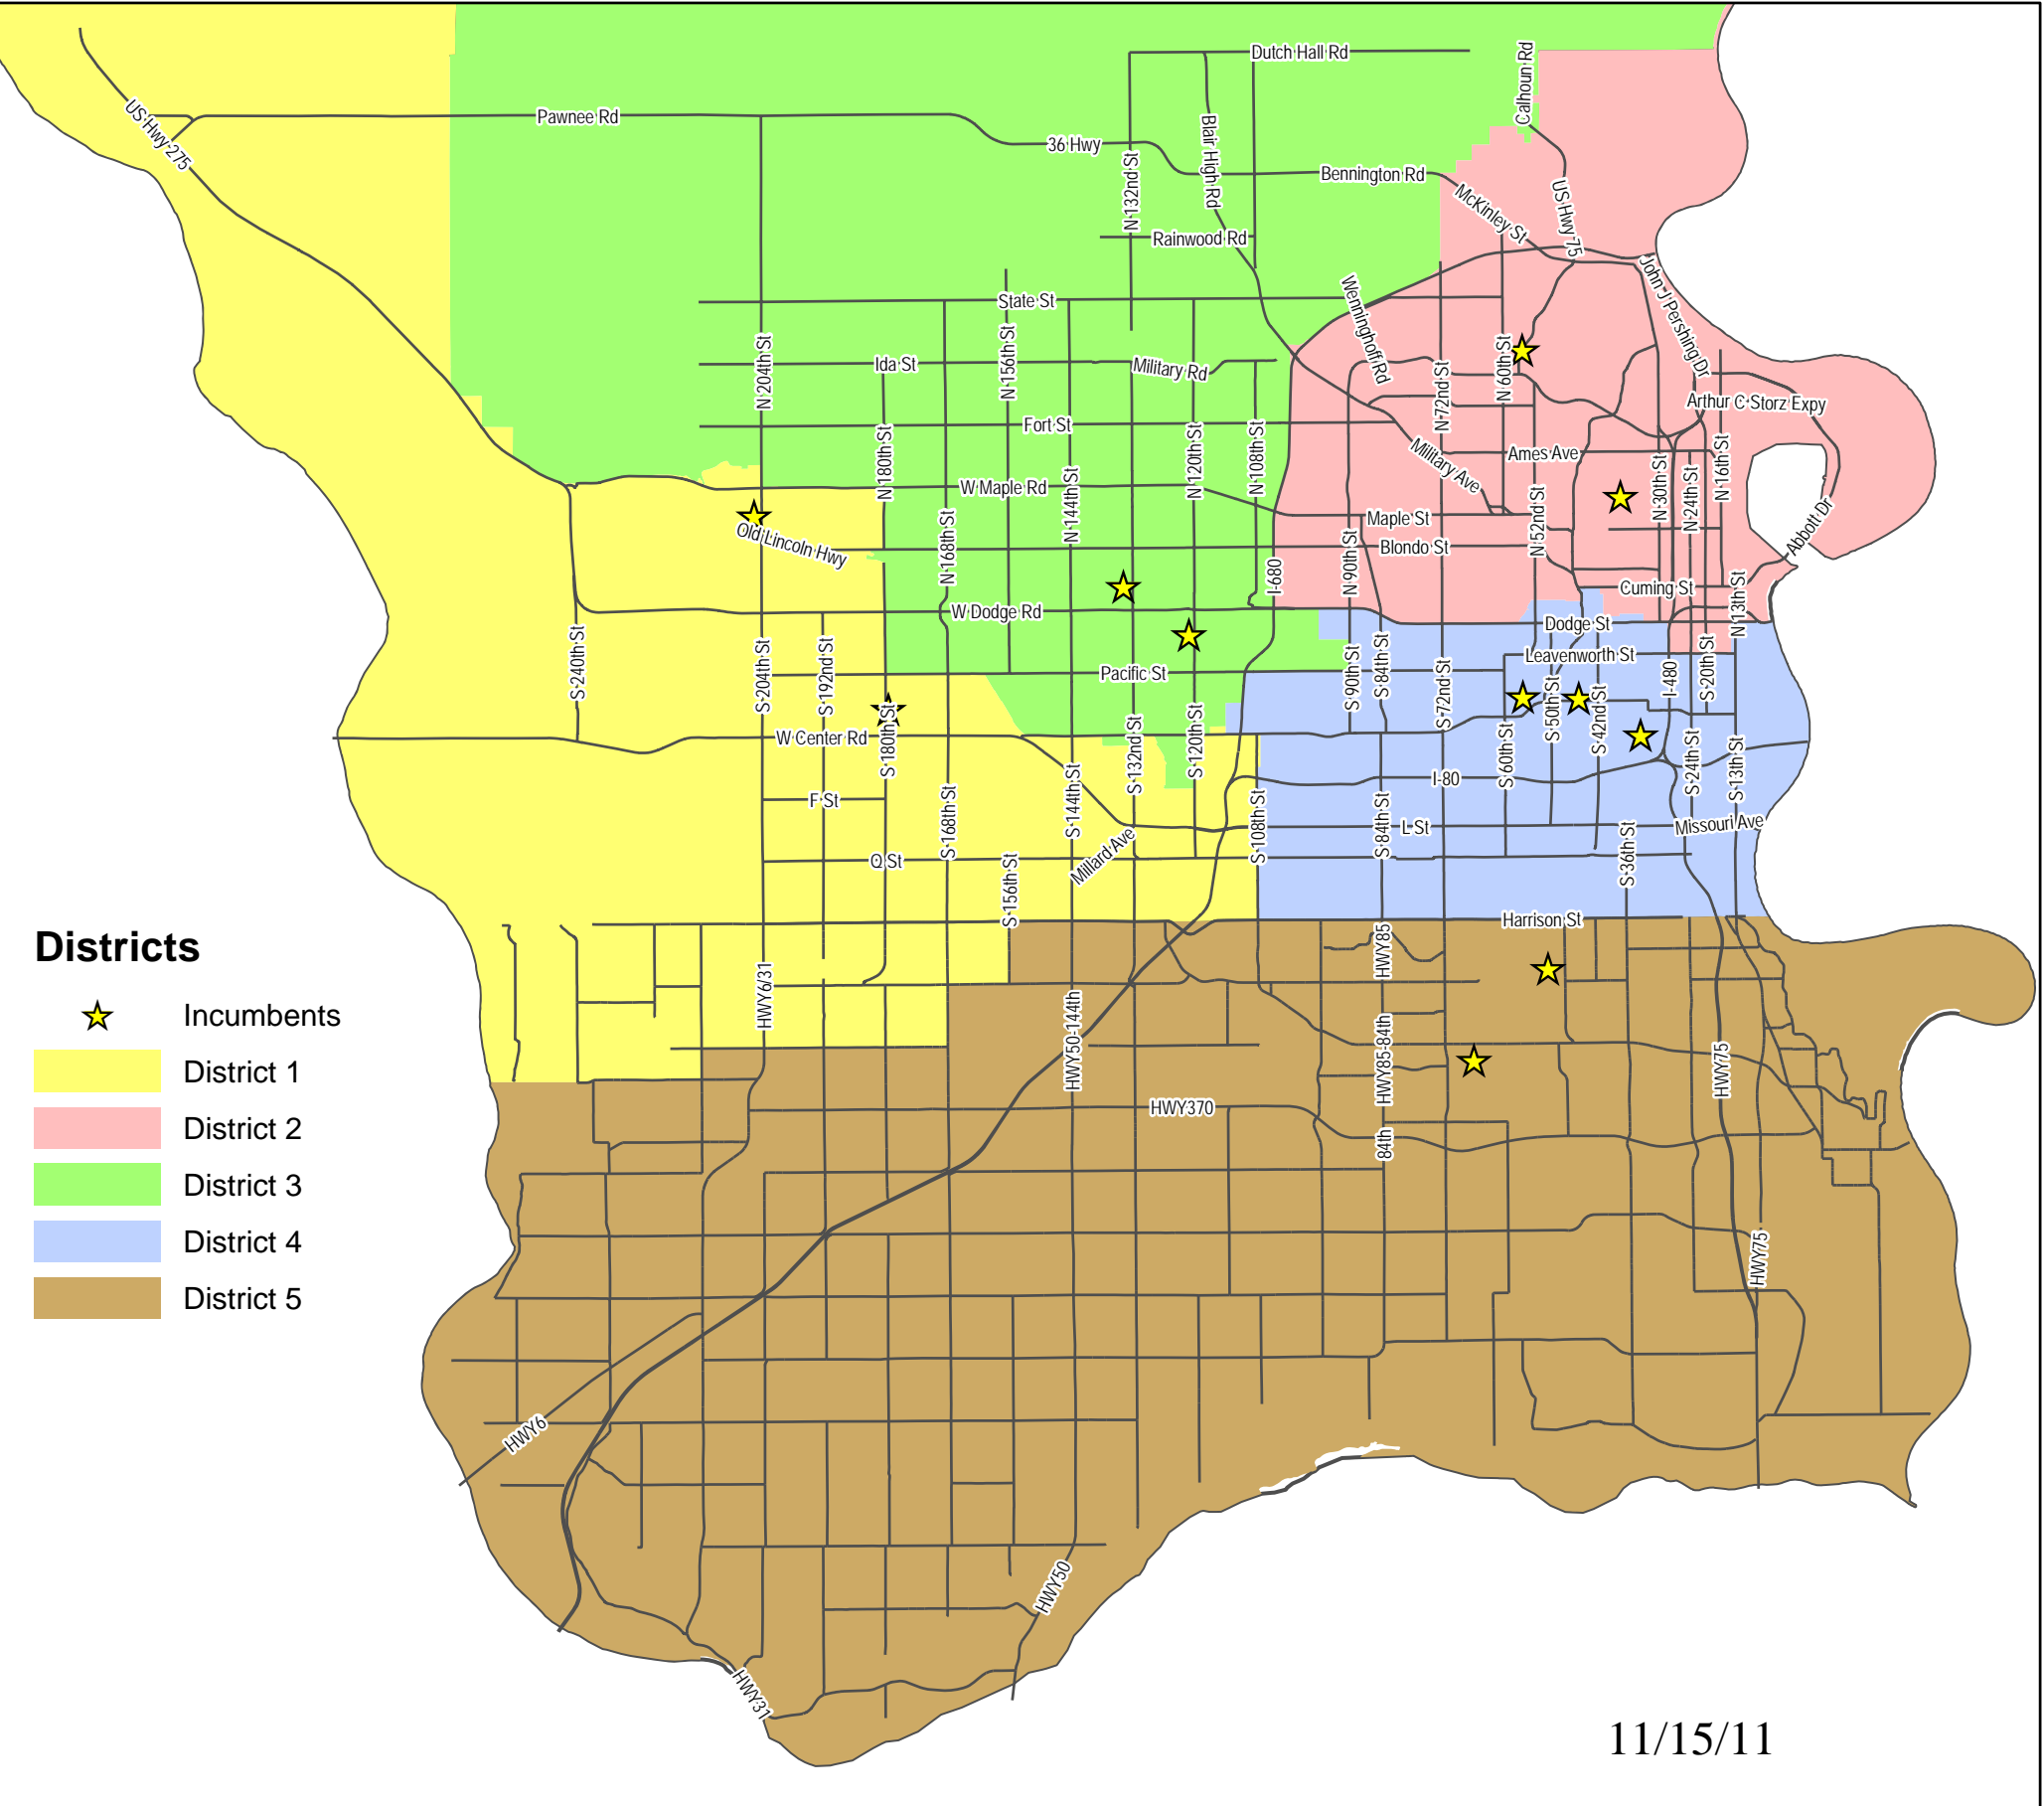 Dutch Hall Rd
Calhoun Rd
US Hwy 275
Pawnee Rd
36 Hwy
Blair High Rd
N 132nd St
Bennington Rd
McKinley St
US Hwy 75
Rainwood Rd
John J Pershing Dr
State St
Wenninghoff Rd
N 204th St
Ida St
N 156th St
Military Rd
N 72nd St
N 60th St
Arthur C Storz Expy
Fort St
N 180th St
N 120th St
N 108th St
Military Ave
Ames Ave
N 30th St
N 24th St
N 16th St
W Maple Rd
N 144th St
Maple St
N 52nd St
Abbott Dr
Old Lincoln Hwy
N 168th St
Blondo St
N 90th St
I-680
Cuming St
N 13th St
W Dodge Rd
Dodge St
S 240th St
S 204th St
S 192nd St
Pacific St
S 90th St
S 84th St
S 72nd St
Leavenworth St
S 50th St
S 42nd St
I-480
S 20th St
W Center Rd
S 180th St
S 132nd St
S 120th St
S 60th St
S 24th St
S 13th St
I-80
F St
S 168th St
S 144th St
S 108th St
S 84th St
L St
Missouri Ave
Q St
S 156th St
Millard Ave
S 36th St
Harrison St
HWY85
HWY6/31
HWY50-144th
HWY85-84th
HWY75
HWY370
84th
HWY75
HWY6
HWY50
HWY31
Districts
Incumbents
District 1
District 2
District 3
District 4
District 5
11/15/11